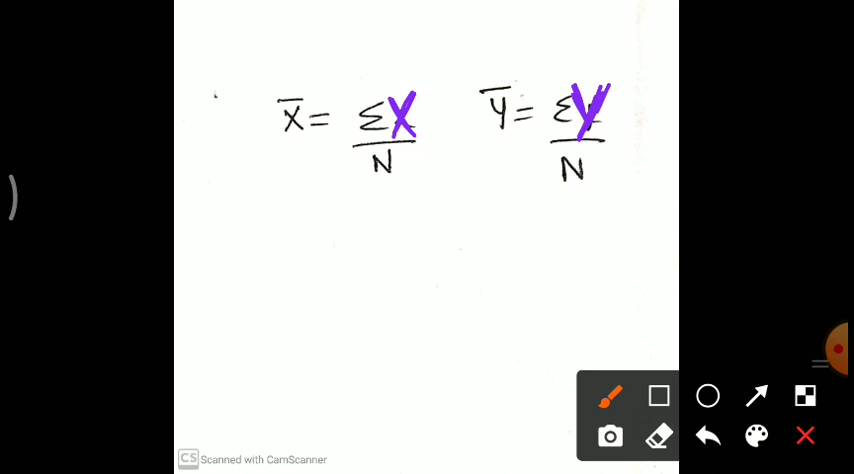 X̄ = ΣX / N   Ȳ = ΣY / N
CS Scanned with CamScanner